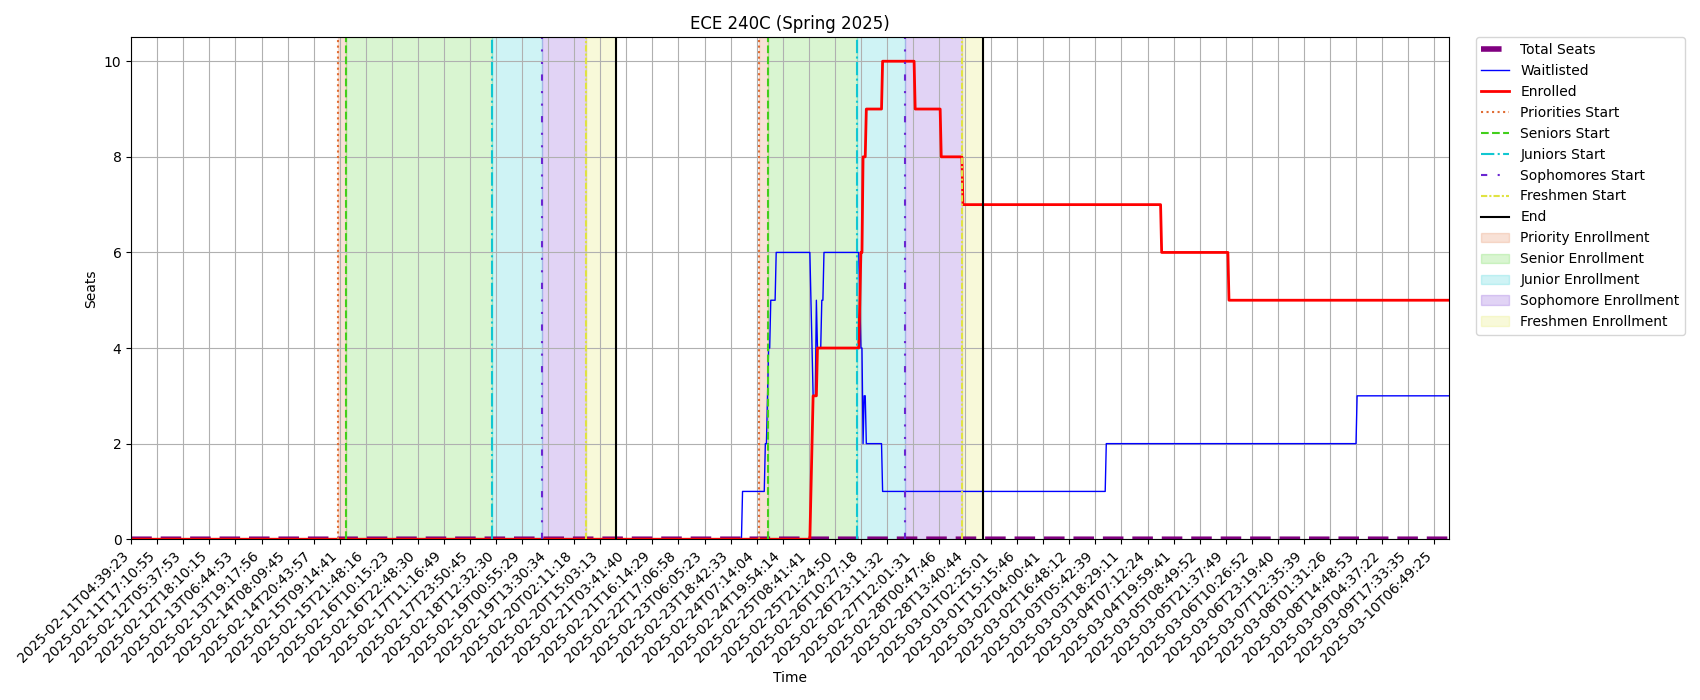 ECE 240C (Spring 2025)
Seats
10
8
6
4
2
0
2025-02-11T04:39:23
2025-02-11T17:10:55
2025-02-12T05:37:53
2025-02-12T18:10:15
2025-02-13T06:44:53
2025-02-13T19:17:56
2025-02-14T08:09:45
2025-02-14T20:43:57
2025-02-15T09:14:41
2025-02-15T21:48:16
2025-02-16T10:15:23
2025-02-16T22:48:30
2025-02-17T11:16:49
2025-02-17T23:50:45
2025-02-18T12:32:30
2025-02-19T00:55:29
2025-02-19T13:30:34
2025-02-20T02:11:18
2025-02-20T15:03:13
2025-02-21T03:41:40
2025-02-21T16:14:29
2025-02-22T17:06:58
2025-02-23T06:05:23
2025-02-23T18:42:33
2025-02-24T07:14:04
2025-02-24T19:54:14
2025-02-25T08:41:41
2025-02-25T21:24:50
2025-02-26T10:27:18
2025-02-26T23:11:32
2025-02-27T12:01:31
2025-02-28T00:47:46
2025-02-28T13:40:44
2025-03-01T02:25:01
2025-03-01T15:15:46
2025-03-02T04:00:41
2025-03-02T16:48:12
2025-03-03T05:42:39
2025-03-03T18:29:11
2025-03-04T07:12:24
2025-03-04T19:59:41
2025-03-05T08:49:52
2025-03-05T21:37:49
2025-03-06T10:26:52
2025-03-06T23:19:40
2025-03-07T12:35:39
2025-03-08T01:31:26
2025-03-08T14:48:53
2025-03-09T04:37:22
2025-03-09T17:33:35
2025-03-10T06:49:25
Time
Total Seats
Waitlisted
Enrolled
Priorities Start
Seniors Start
Juniors Start
Sophomores Start
Freshmen Start
End
Priority Enrollment
Senior Enrollment
Junior Enrollment
Sophomore Enrollment
Freshmen Enrollment